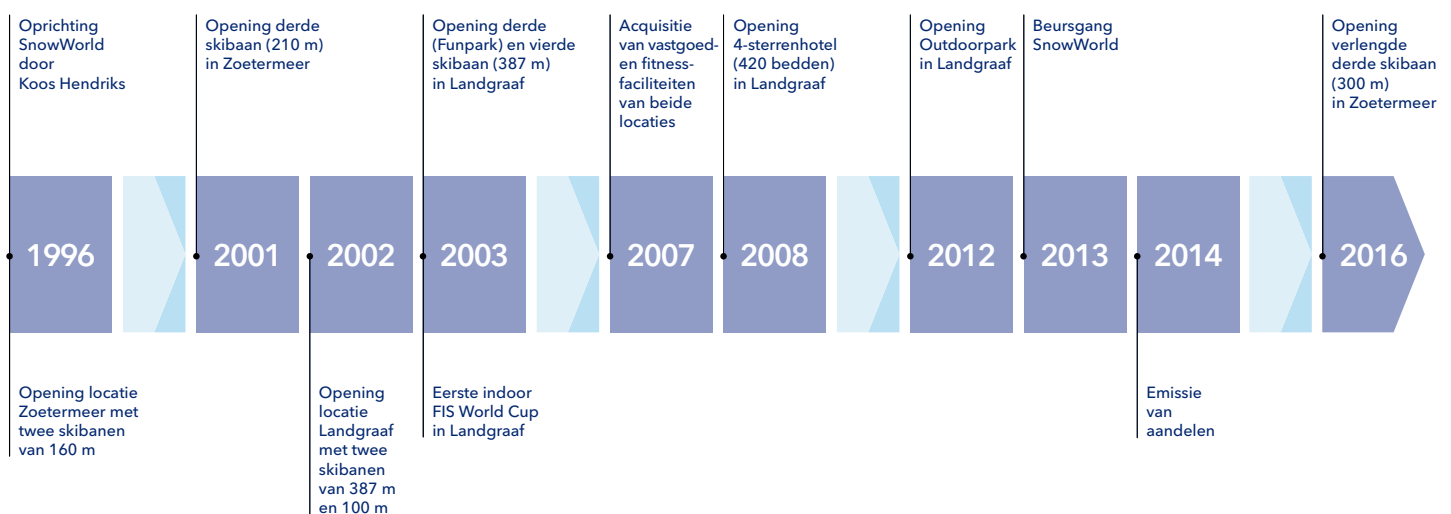 Oprichting
SnowWorld
door
Koos Hendriks
Opening derde
skibaan (210 m)
in Zoetermeer
Opening derde
(Funpark) en vierde
skibaan (387 m)
in Landgraaf
Acquisitie
van vastgoed-
en fitness-
faciliteiten
van beide
locaties
Opening
4-sterrenhotel
(420 bedden)
in Landgraaf
Opening
Outdoorpark
in Landgraaf
Beursgang
SnowWorld
Opening
verlengde
derde skibaan
(300 m)
in Zoetermeer
1996
2001
2002
2003
2007
2008
2012
2013
2014
2016
Opening locatie
Zoetermeer met
twee skibanen
van 160 m
Opening
locatie
Landgraaf
met twee
skibanen
van 387 m
en 100 m
Eerste indoor
FIS World Cup
in Landgraaf
Emissie
van
aandelen